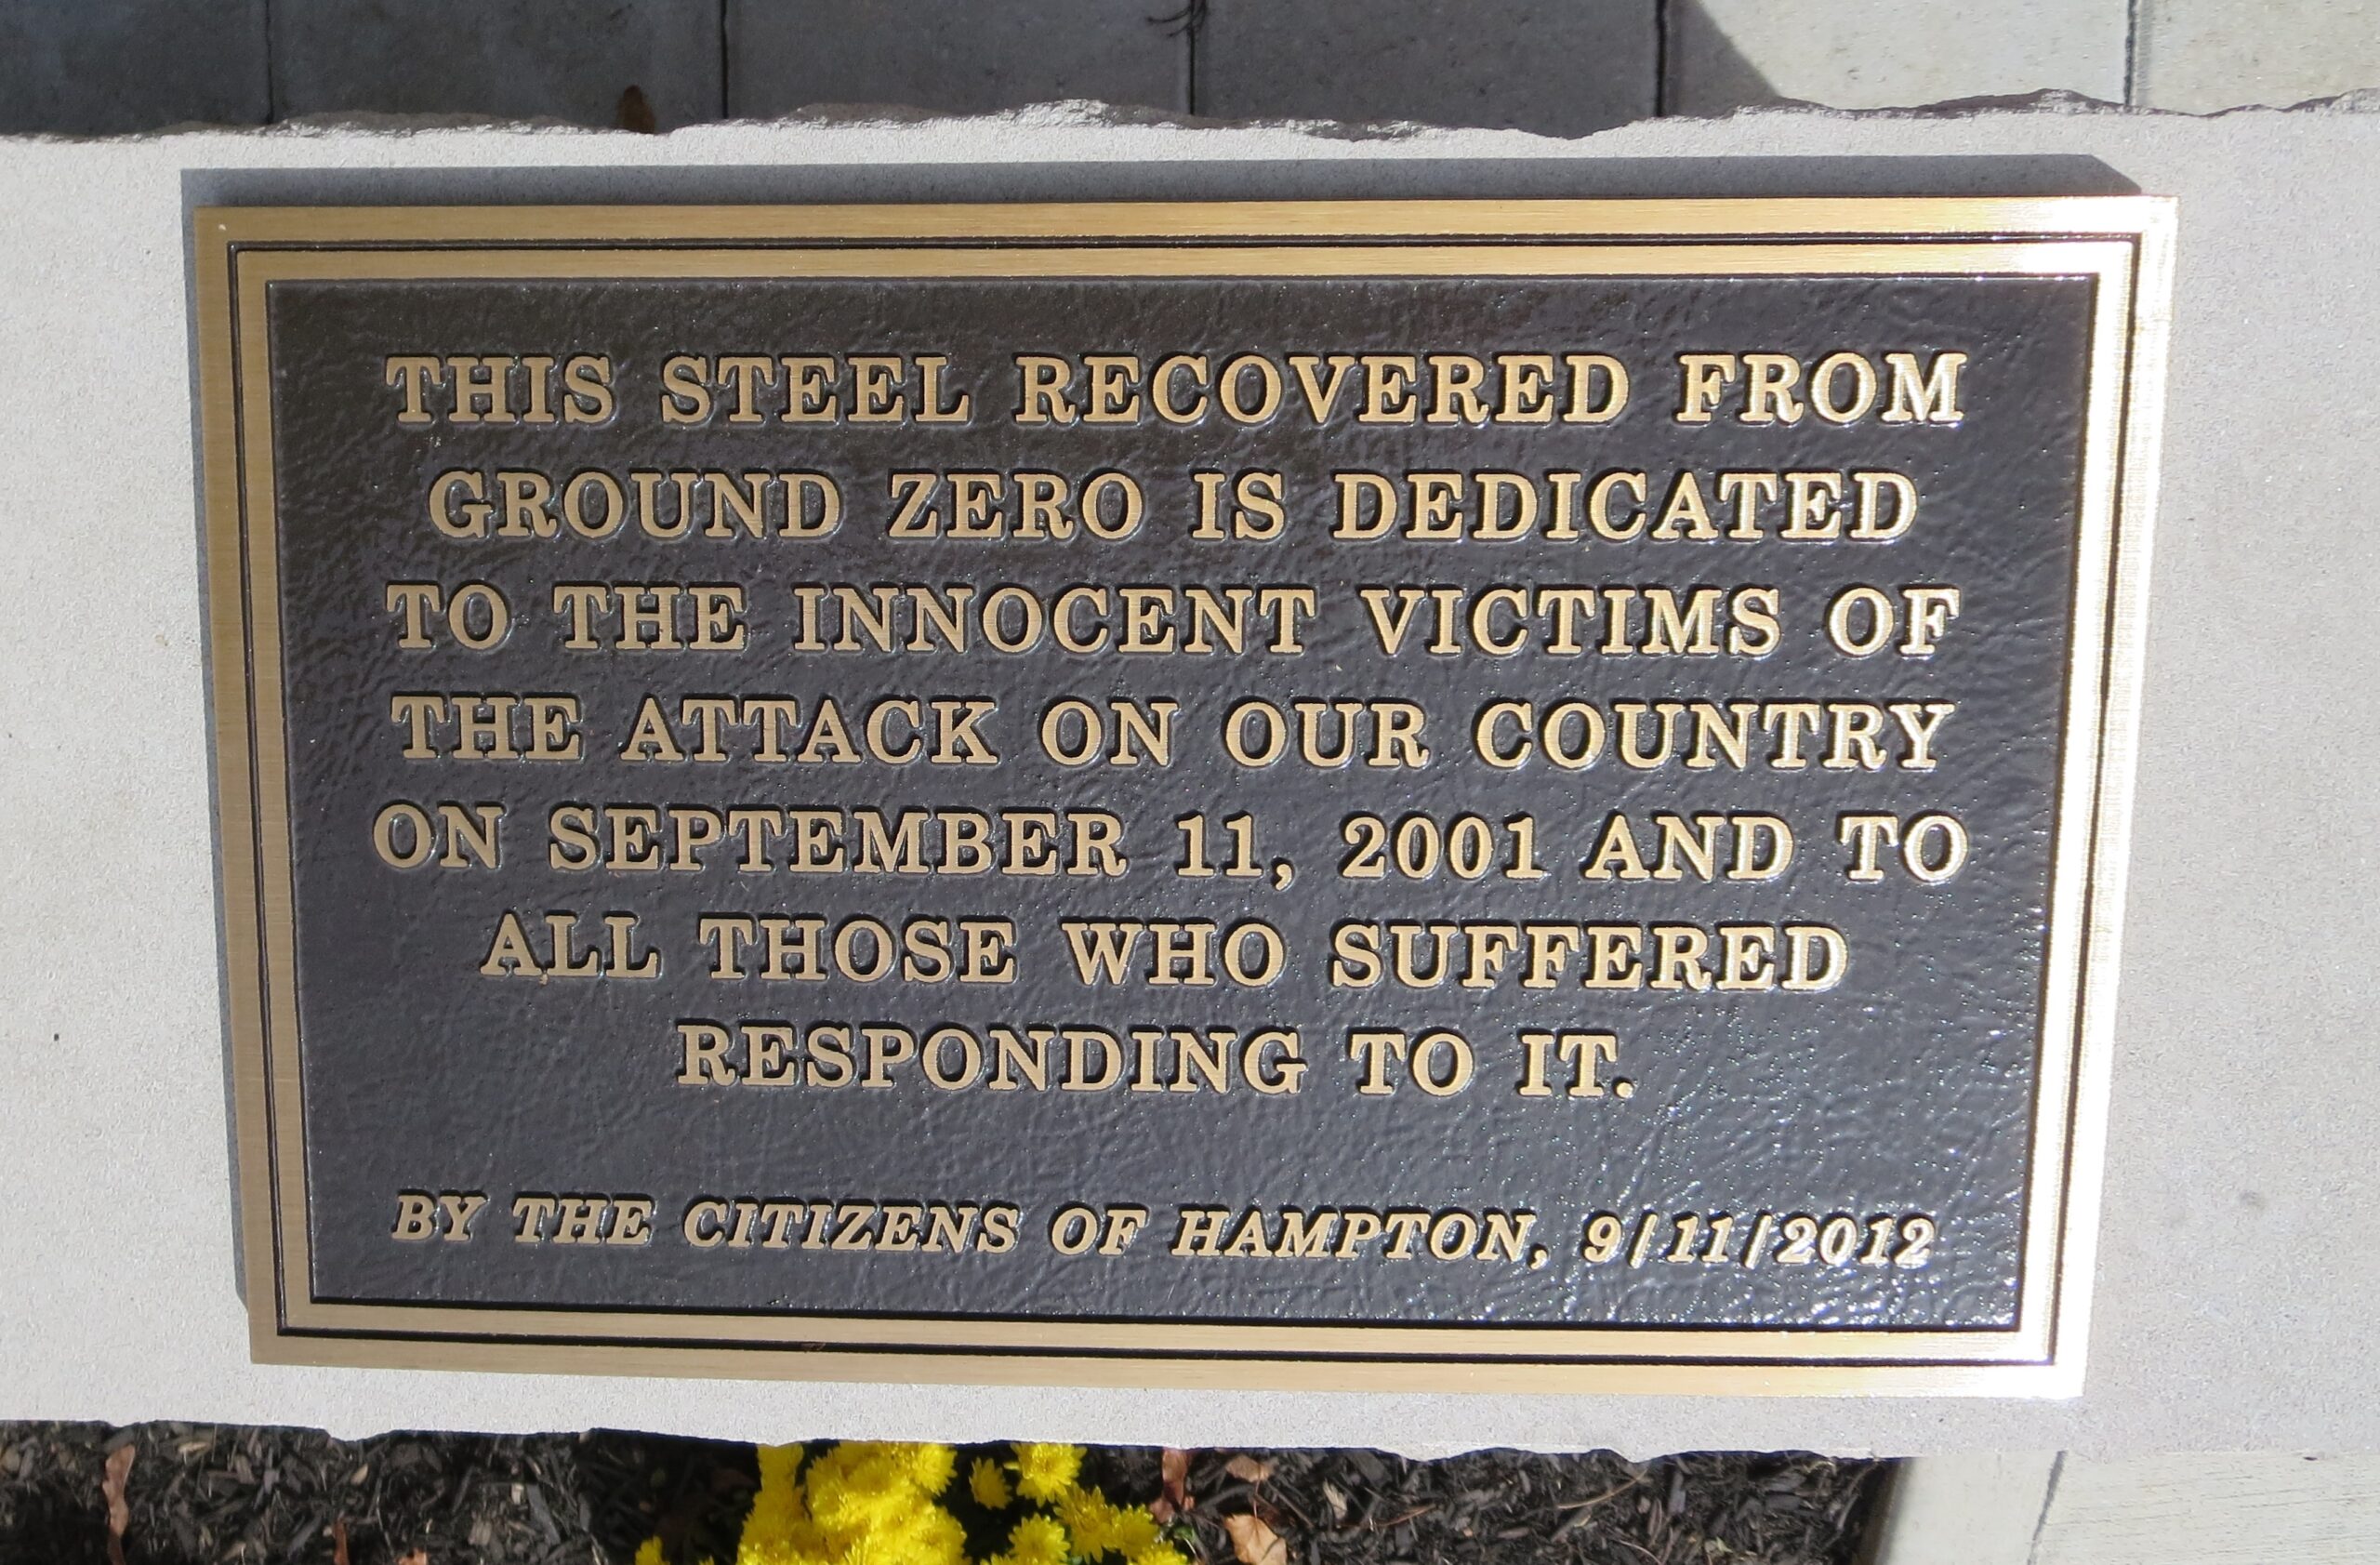 THIS STEEL RECOVERED FROM
GROUND ZERO IS DEDICATED
TO THE INNOCENT VICTIMS OF
THE ATTACK ON OUR COUNTRY
ON SEPTEMBER 11, 2001 AND TO
ALL THOSE WHO SUFFERED
RESPONDING TO IT.
BY THE CITIZENS OF HAMPTON, 9/11/2012